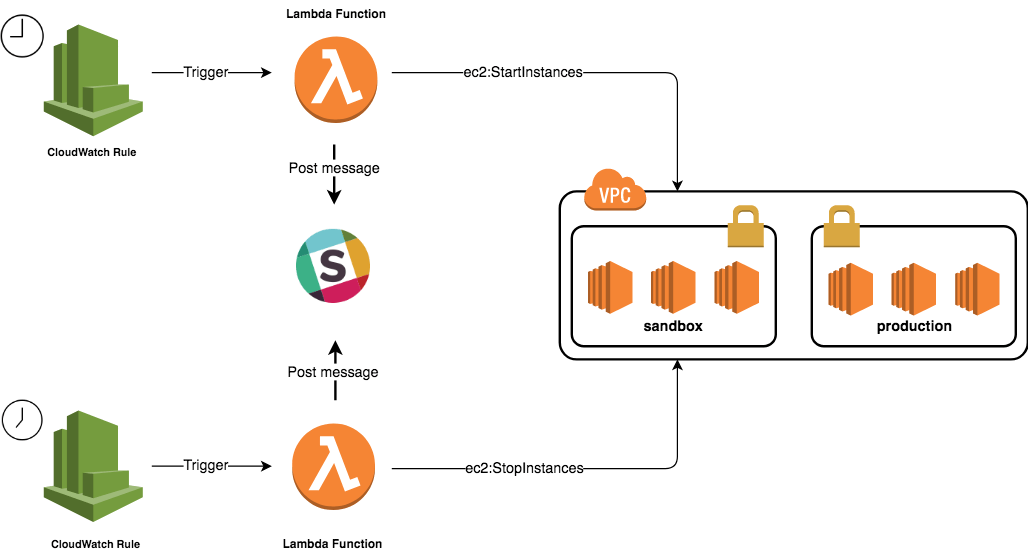 Lambda Function
Trigger
ec2:StartInstances
CloudWatch Rule
Post message
VPC
S
sandbox
production
Post message
Trigger
ec2:StopInstances
CloudWatch Rule
Lambda Function